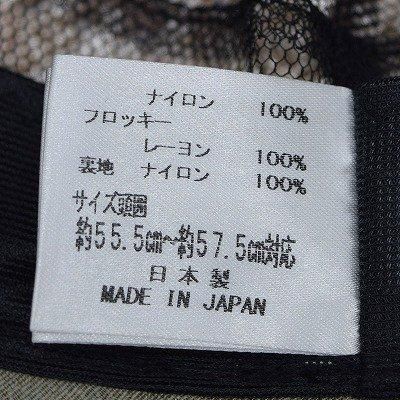 ナイロン 100%
フロッキー
レーヨン 100%
裏地 ナイロン 100%
サイズ頭囲
約55.5cm~約57.5cm対応
日本製
MADE IN JAPAN